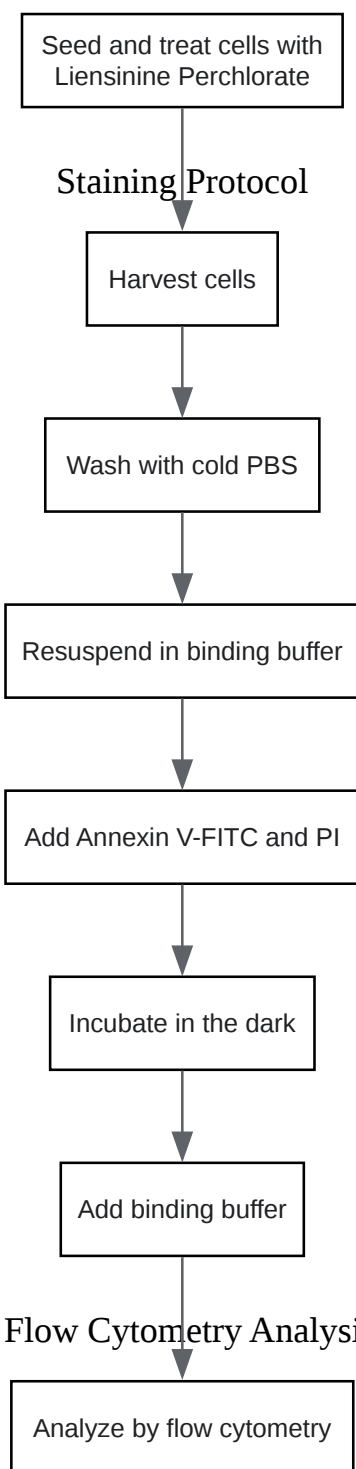 Seed and treat cells with
Liensinine Perchlorate
Staining Protocol
Harvest cells
Wash with cold PBS
Resuspend in binding buffer
Add Annexin V-FITC and PI
Incubate in the dark
Add binding buffer
Flow Cytometry Analysi
Analyze by flow cytometry